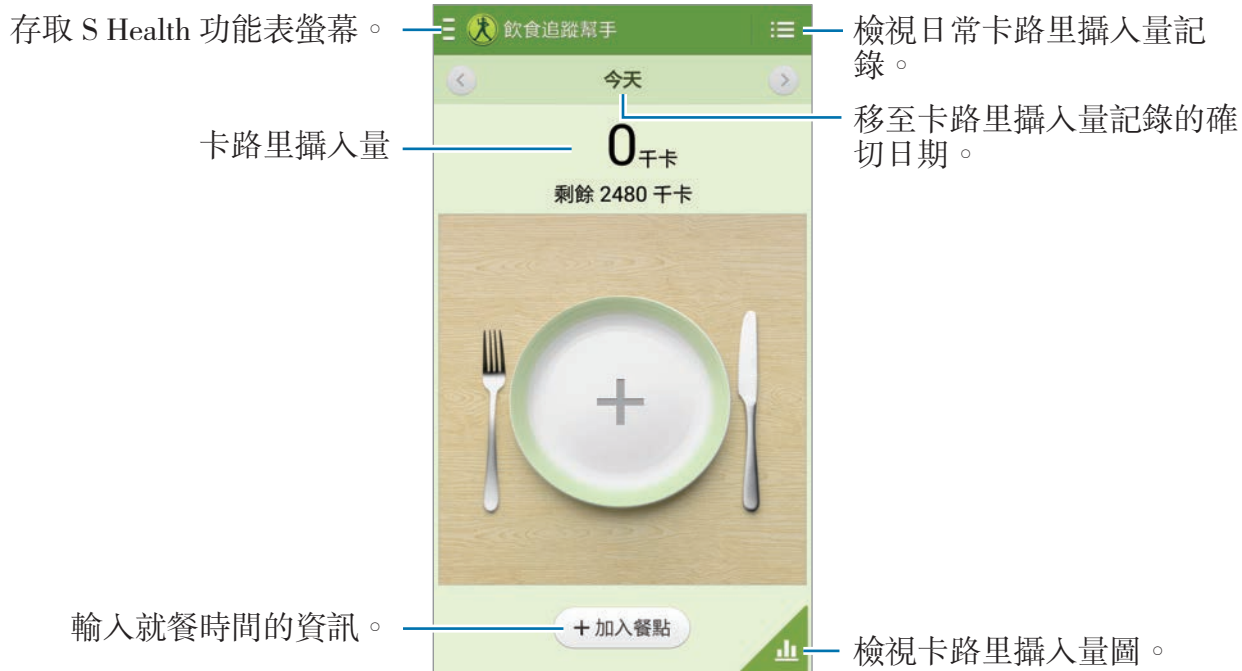 存取 S Health 功能表螢幕。
飲食追蹤幫手
檢視日常卡路里攝入量記
錄。
今天
移至卡路里攝入量記錄的確
切日期。
卡路里攝入量
0千卡
剩餘 2480 千卡
輸入就餐時間的資訊。
+ 加入餐點
檢視卡路里攝入量圖。